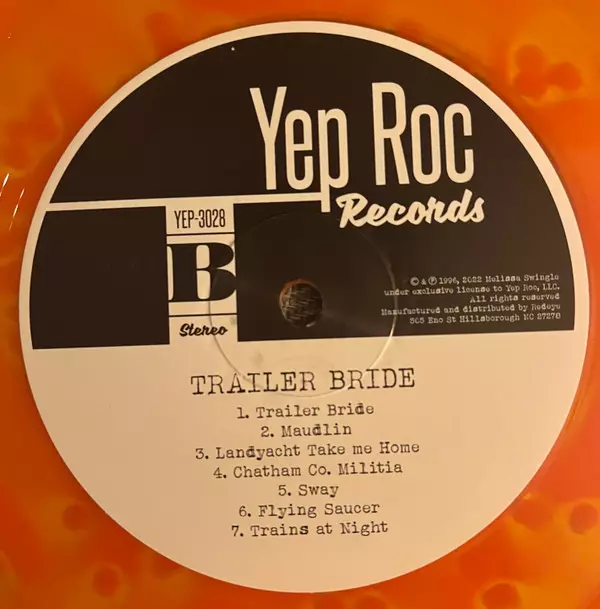 Yep Roc
Records
YEP-3028
B
Stereo
© & ℗ 1996, 2022 Melissa Swingle
under exclusive license to Yep Roc, LLC.
All rights reserved
Manufactured and distributed by Redeye
505 Eno St Hillsborough NC 27278
TRAILER BRIDE
1. Trailer Bride
2. Maudlin
3. Landyacht Take me Home
4. Chatham Co. Militia
5. Sway
6. Flying Saucer
7. Trains at Night